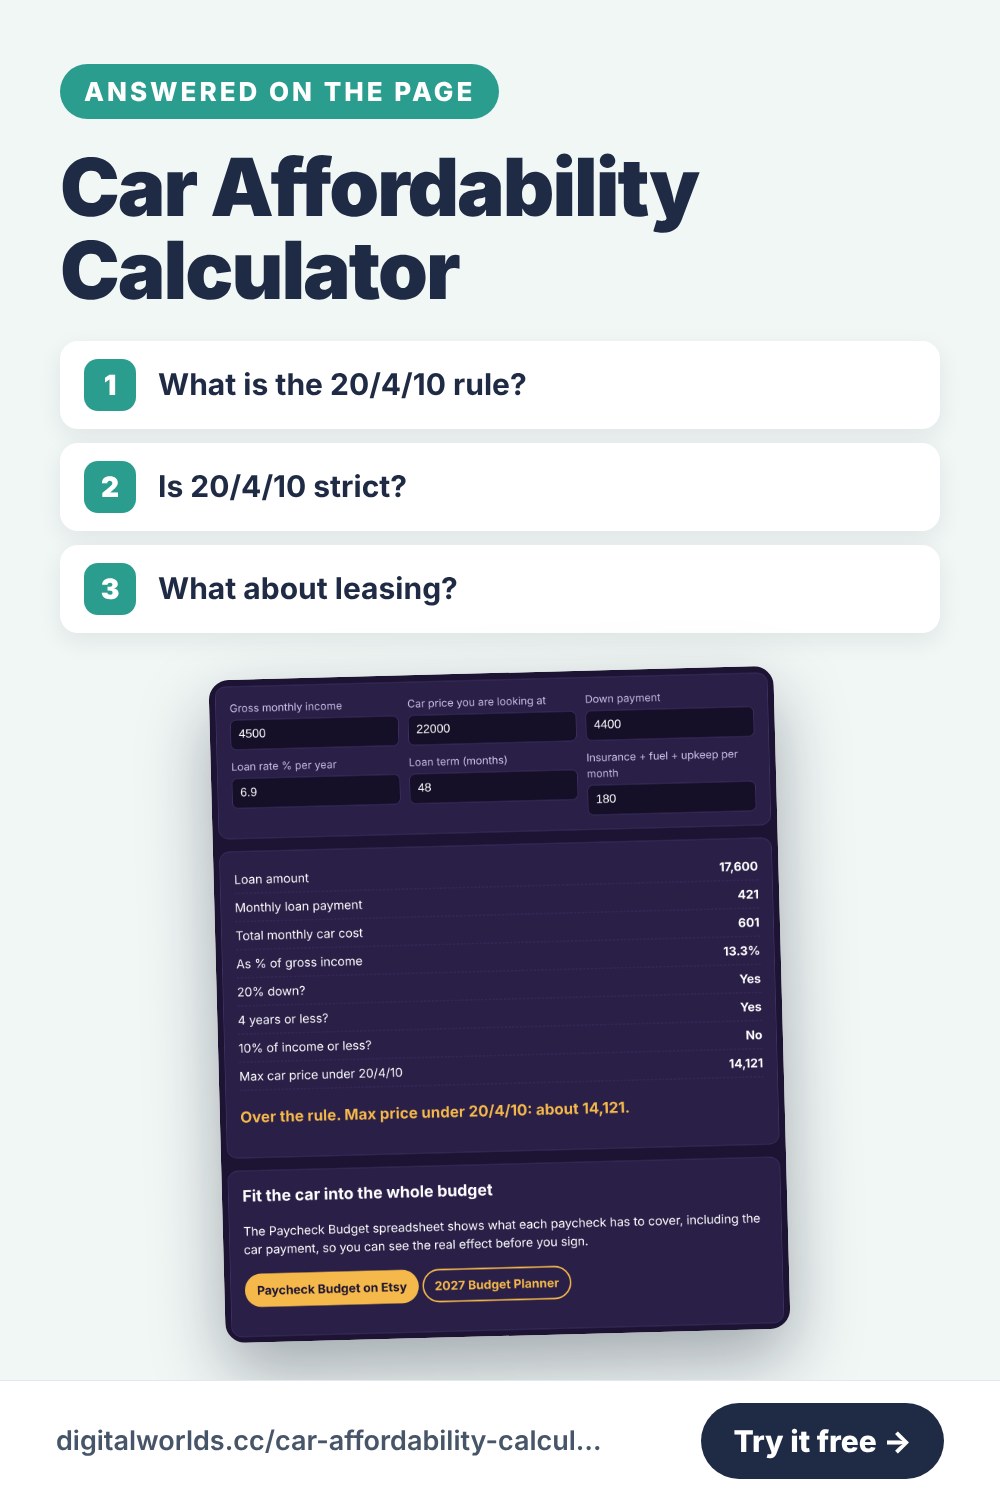 ANSWERED ON THE PAGE
Car Affordability
Calculator
1 What is the 20/4/10 rule?
2 Is 20/4/10 strict?
3 What about leasing?
Gross monthly income
4500
Car price you are looking at
22000
Down payment
4400
Loan rate % per year
6.9
Loan term (months)
48
Insurance + fuel + upkeep per
month
180
Loan amount 17,600
Monthly loan payment 421
Total monthly car cost 601
As % of gross income 13.3%
20% down? Yes
4 years or less? Yes
10% of income or less? No
Max car price under 20/4/10 14,121
Over the rule. Max price under 20/4/10: about 14,121.
Fit the car into the whole budget
The Paycheck Budget spreadsheet shows what each paycheck has to cover, including the
car payment, so you can see the real effect before you sign.
Paycheck Budget on Etsy
2027 Budget Planner
digitalworlds.cc/car-affordability-calcul...
Try it free →